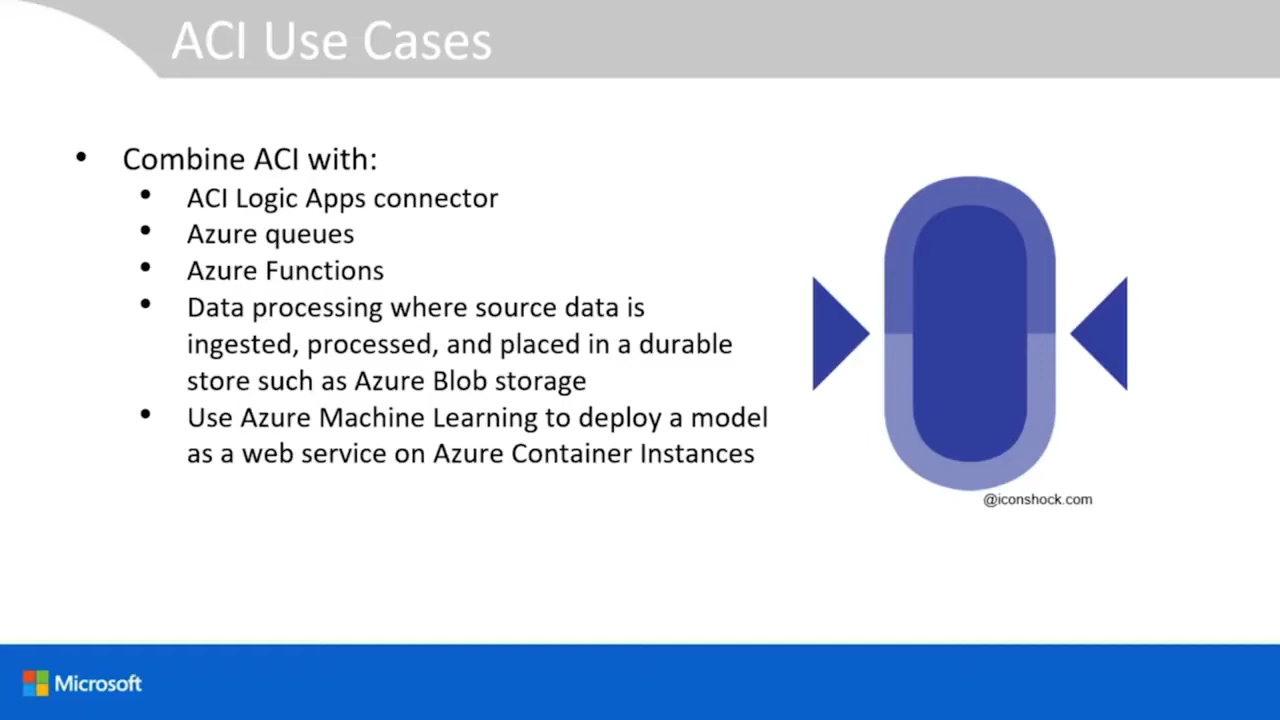 ACI Use Cases
• Combine ACI with:
• ACI Logic Apps connector
• Azure queues
• Azure Functions
• Data processing where source data is
ingested, processed, and placed in a durable
store such as Azure Blob storage
• Use Azure Machine Learning to deploy a model
as a web service on Azure Container Instances
@iconshock.com
Microsoft